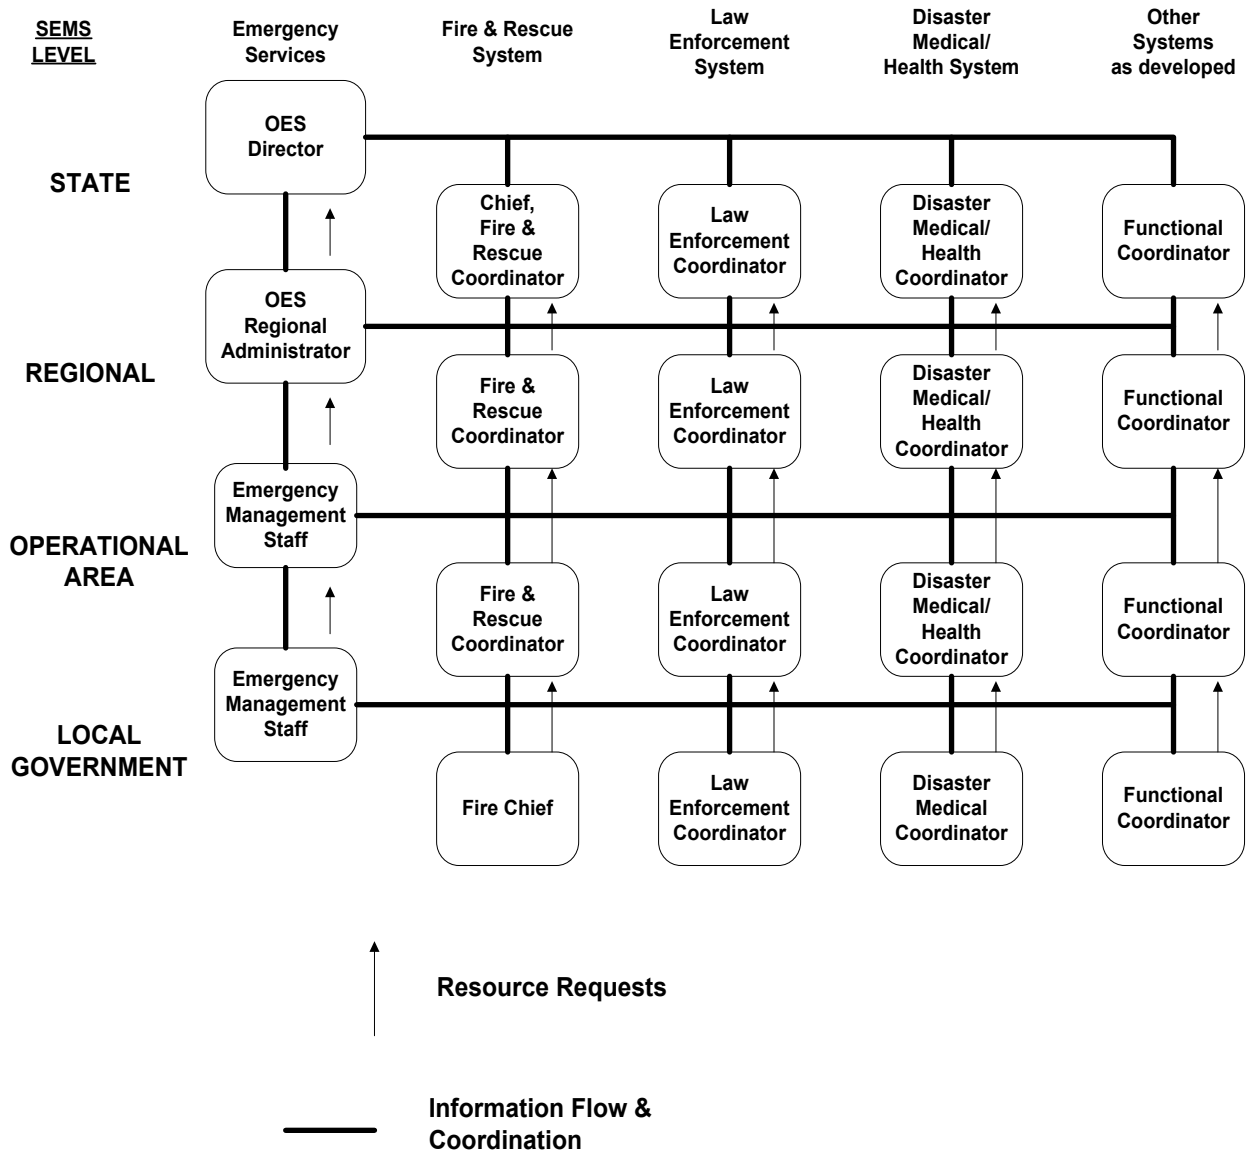 SEMS
LEVEL
Emergency
Services
Fire & Rescue
System
Law
Enforcement
System
Disaster
Medical/
Health System
Other
Systems
as developed
STATE
OES
Director
Chief,
Fire &
Rescue
Coordinator
Law
Enforcement
Coordinator
Disaster
Medical/
Health
Coordinator
Functional
Coordinator
REGIONAL
OES
Regional
Administrator
Fire &
Rescue
Coordinator
Law
Enforcement
Coordinator
Disaster
Medical/
Health
Coordinator
Functional
Coordinator
OPERATIONAL
AREA
Emergency
Management
Staff
Fire &
Rescue
Coordinator
Law
Enforcement
Coordinator
Disaster
Medical/
Health
Coordinator
Functional
Coordinator
LOCAL
GOVERNMENT
Emergency
Management
Staff
Fire Chief
Law
Enforcement
Coordinator
Disaster
Medical
Coordinator
Functional
Coordinator
Resource Requests
Information Flow &
Coordination